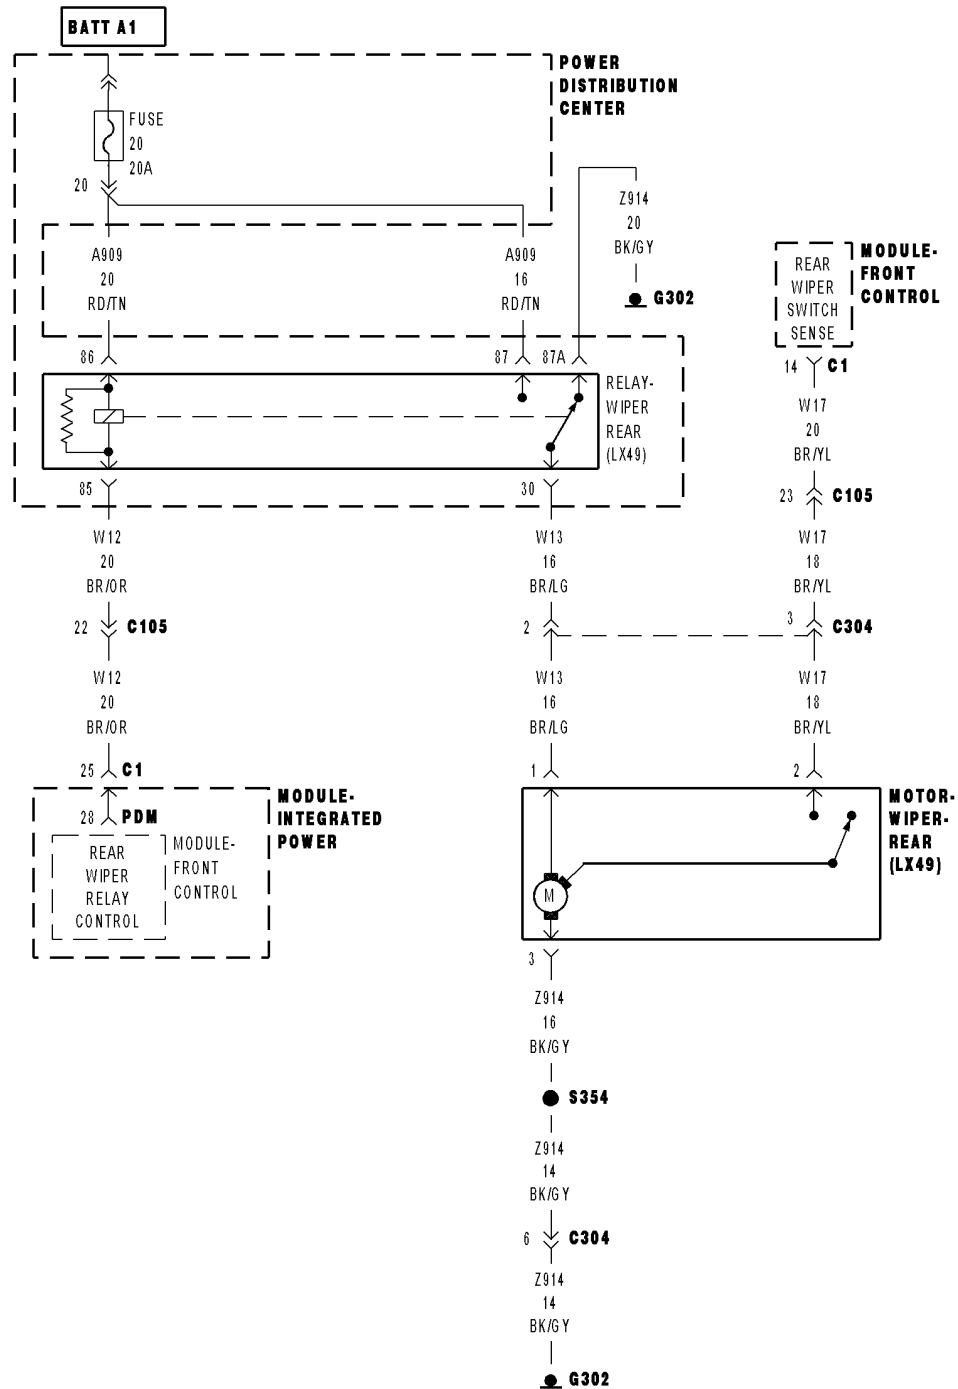 BATT A1
POWER
DISTRIBUTION
CENTER
FUSE
20
20A
20
A909
20
RD/TN
A909
16
RD/TN
Z914
20
BK/GY
G302
REAR
WIPER
SWITCH
SENSE
MODULE-
FRONT
CONTROL
14
C1
W17
20
BR/YL
23
C105
W17
18
BR/YL
3
C304
W17
18
BR/YL
2
86
87
87A
RELAY-
WIPER
REAR
(LX49)
85
30
W12
20
BR/OR
22
C105
W12
20
BR/OR
25
C1
W13
16
BR/LG
2
W13
16
BR/LG
1
28
PDM
REAR
WIPER
RELAY
CONTROL
MODULE-
FRONT
CONTROL
MODULE-
INTEGRATED
POWER
M
MOTOR-
WIPER-
REAR
(LX49)
3
Z914
16
BK/GY
S354
Z914
14
BK/GY
6
C304
Z914
14
BK/GY
G302